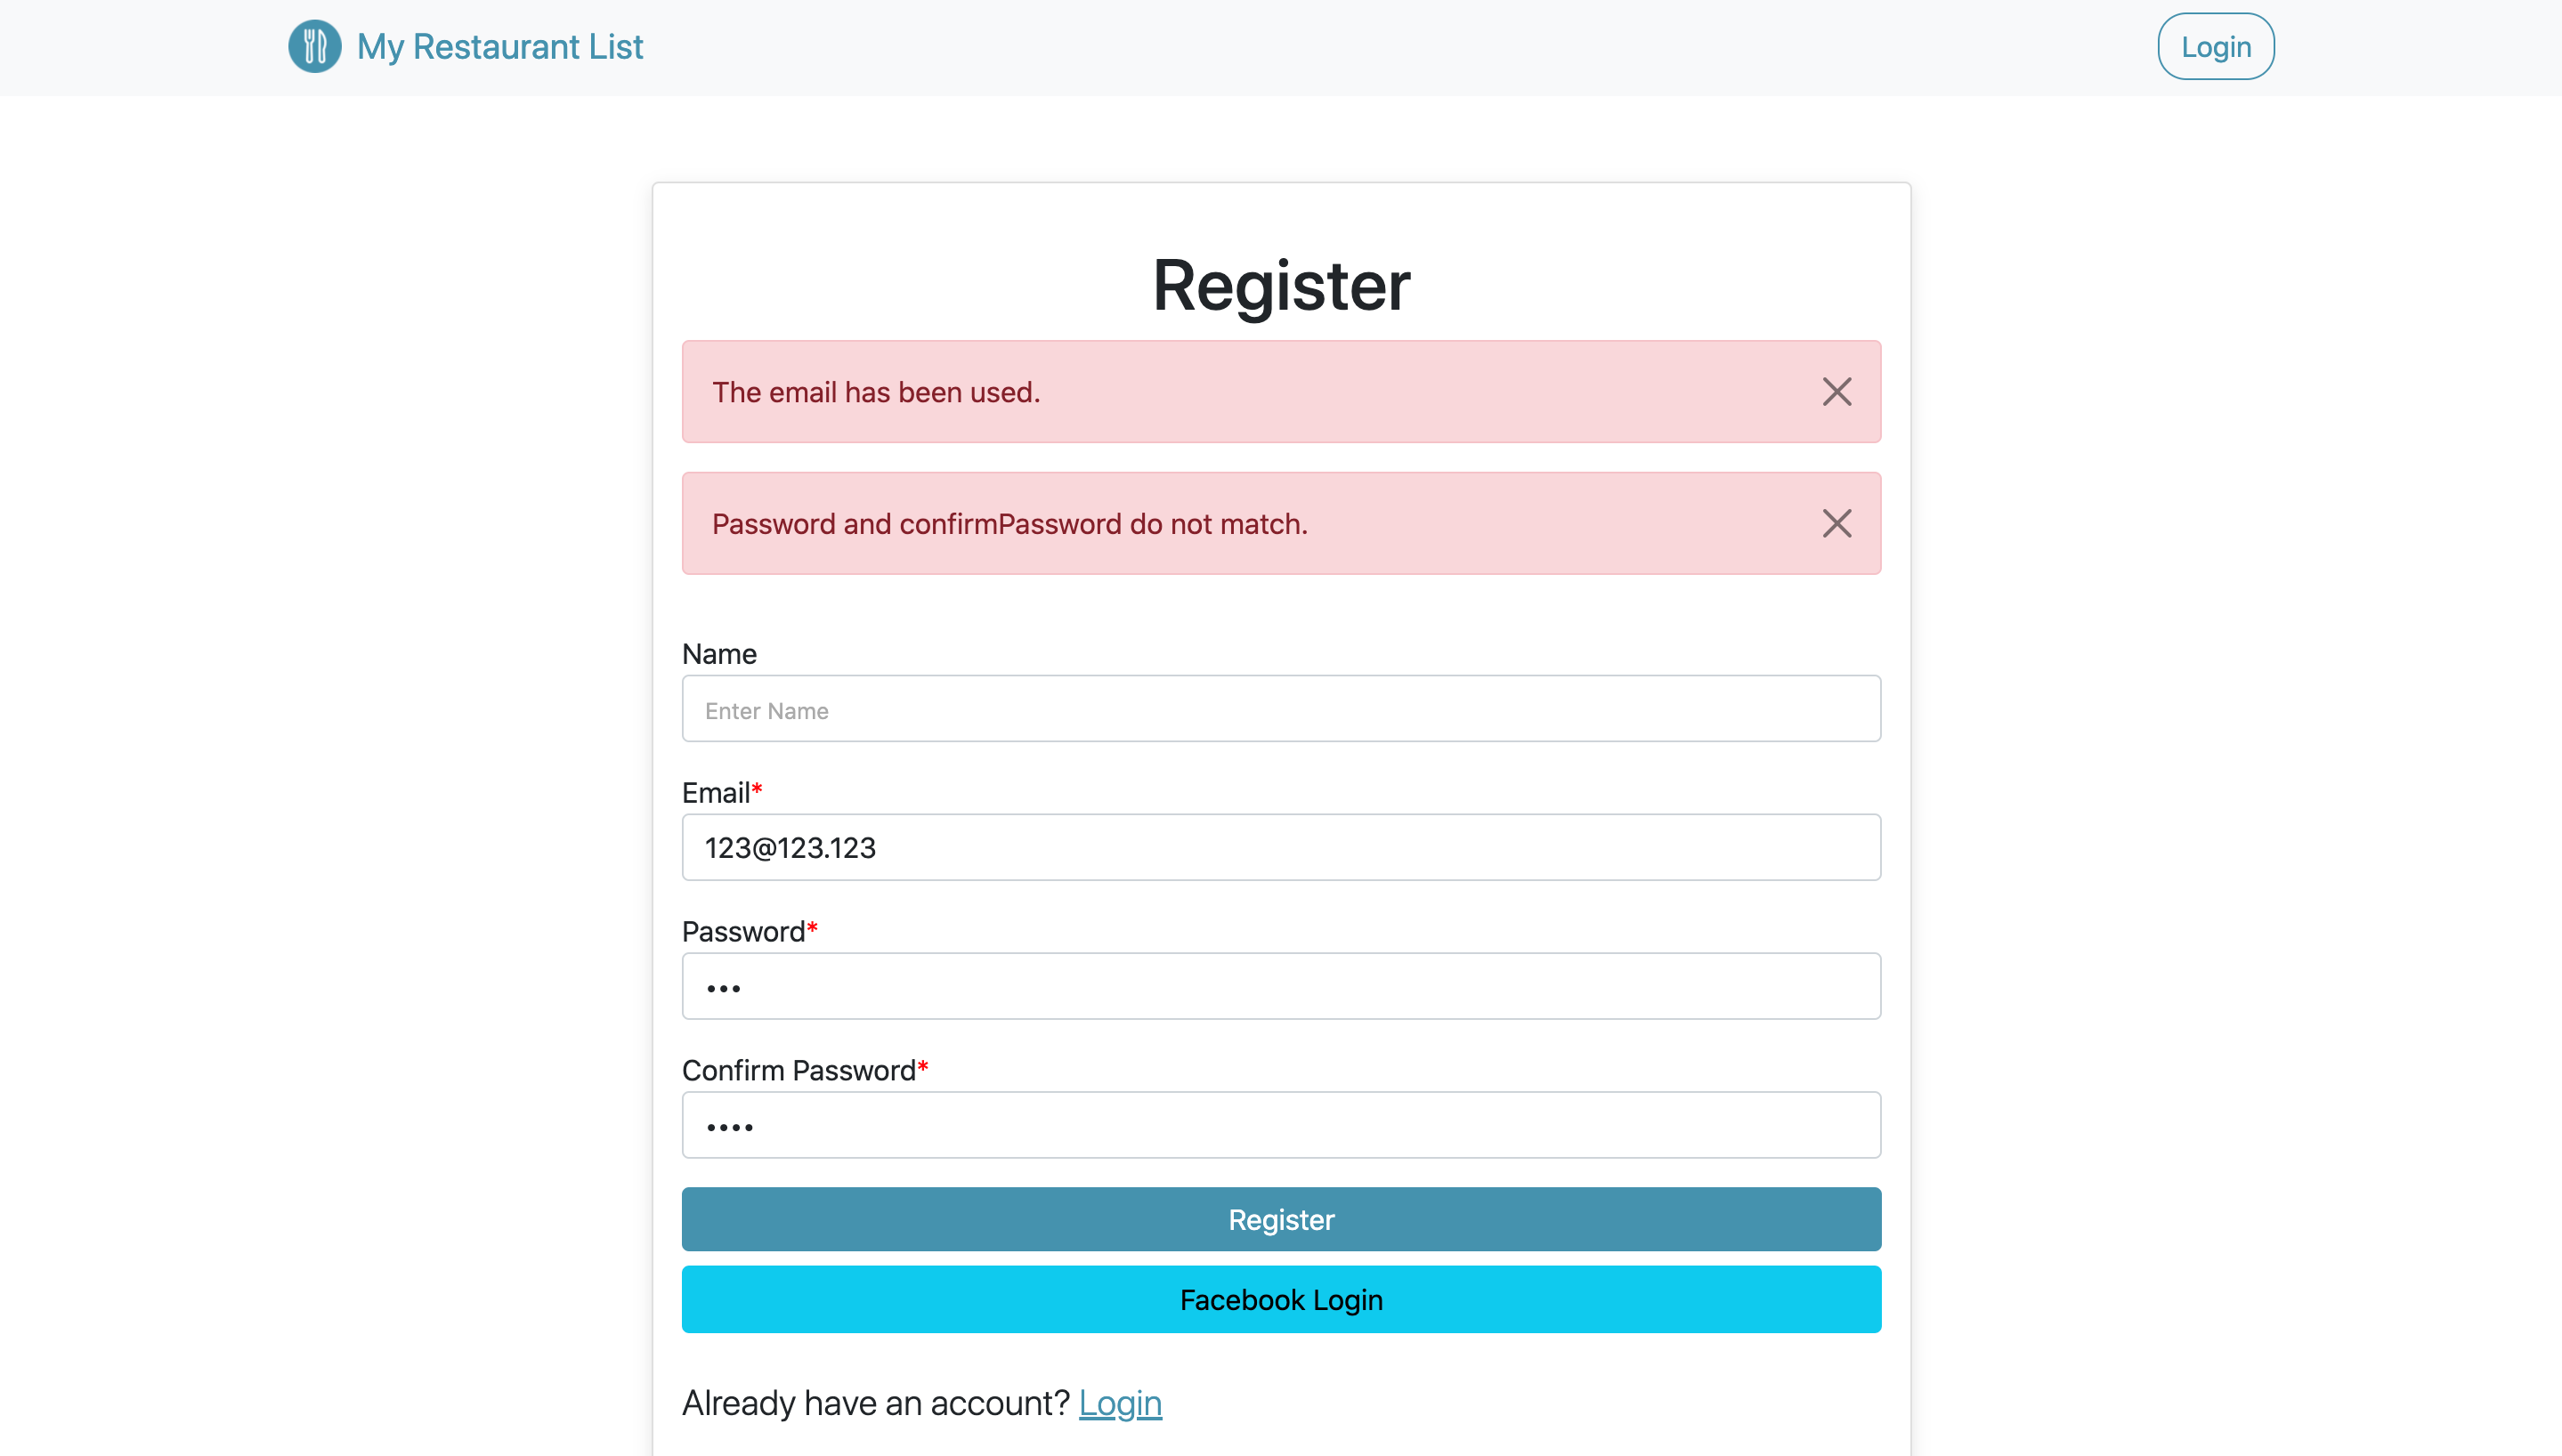 My Restaurant List
Login
Register
The email has been used.
Password and confirmPassword do not match.
Name
Enter Name
Email*
123@123.123
Password*
•••
Confirm Password*
••••
Register
Facebook Login
Already have an account? Login